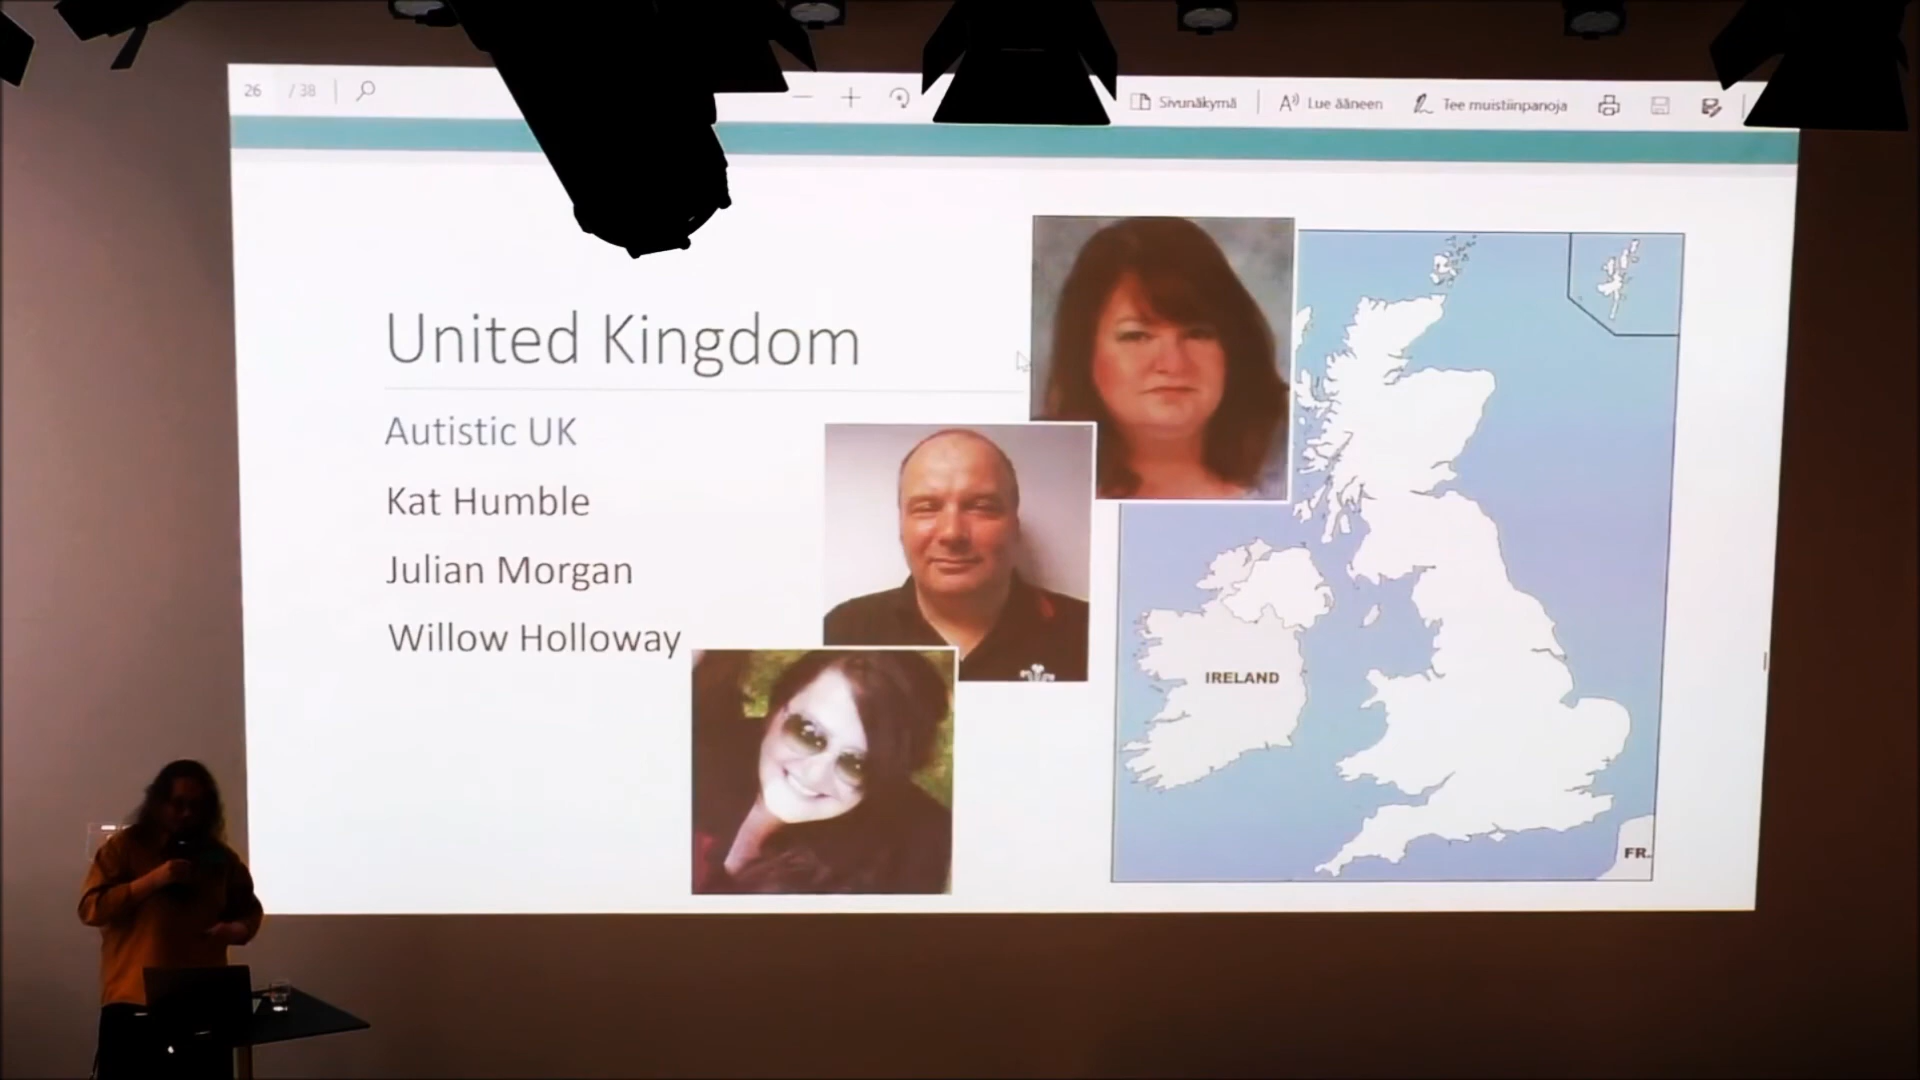 26 / 38
Sivunäkymä
Lue ääneen
Tee muistiinpanoja
United Kingdom
Autistic UK
Kat Humble
Julian Morgan
Willow Holloway
IRELAND
FR.